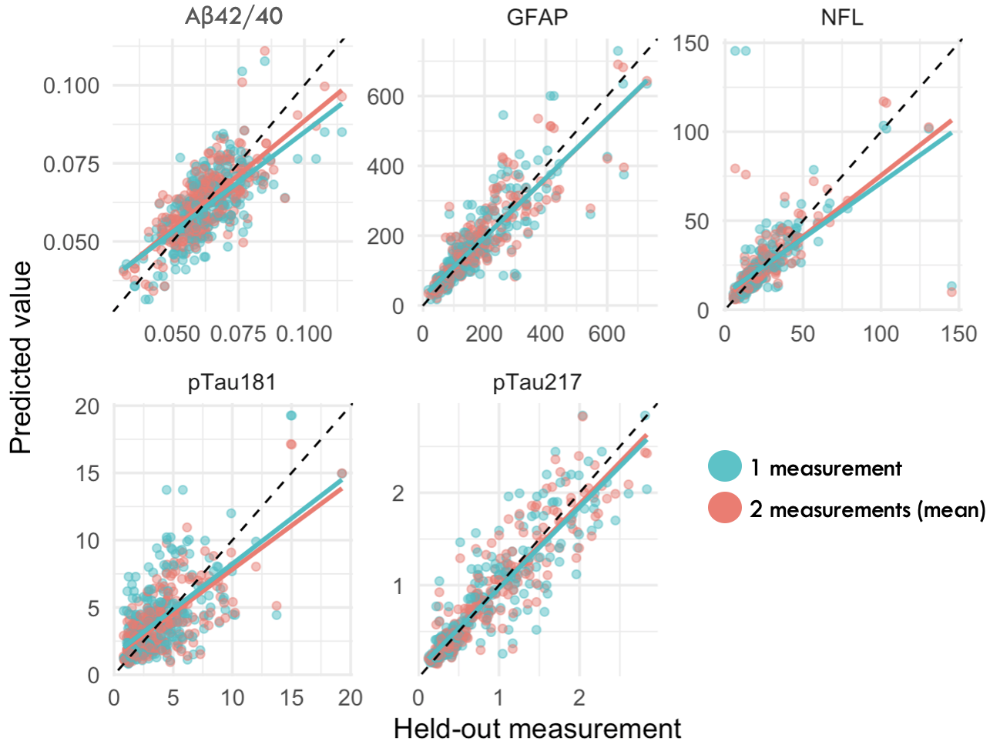 Aβ42/40
GFAP
NFL
0.100
0.075
0.050
0.050 0.075 0.100
600
400
200
0
0 200 400 600
150
100
50
0
0 50 100 150
Predicted value
pTau181
pTau217
20
15
10
5
0
0 5 10 15 20
2
1
0 1 2
1 measurement
2 measurements (mean)
Held-out measurement